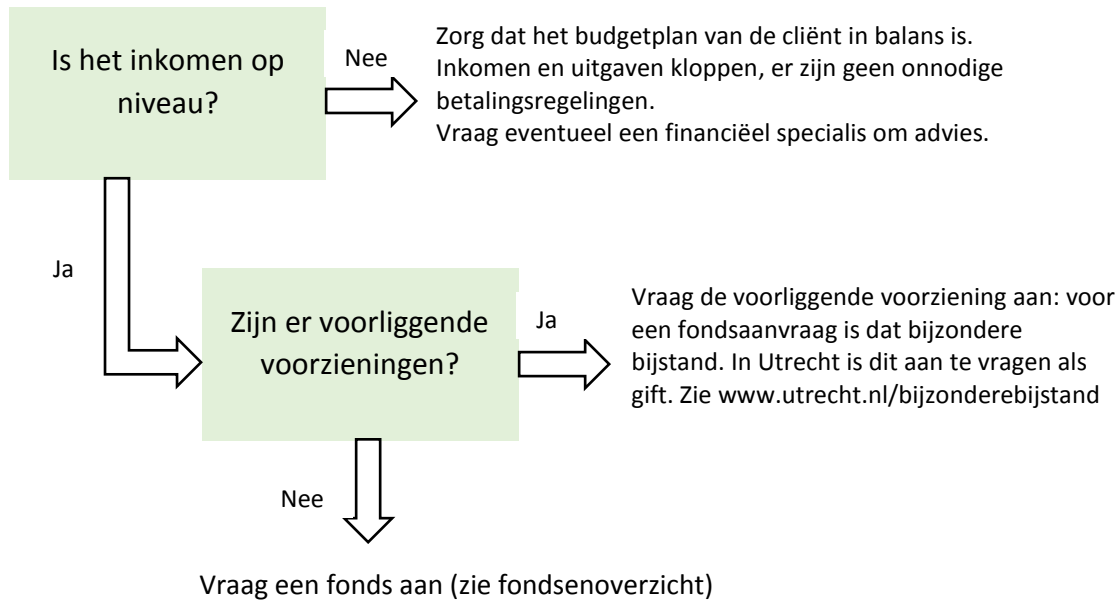 Is het inkomen op
niveau?
Nee
Zorg dat het budgetplan van de cliënt in balans is.
Inkomen en uitgaven kloppen, er zijn geen onnodige
betalingsregelingen.
Vraag eventueel een financiëel specialis om advies.
Ja
Zijn er voorliggende
voorzieningen?
Ja
Vraag de voorliggende voorziening aan: voor
een fondsaanvraag is dat bijzondere
bijstand. In Utrecht is dit aan te vragen als
gift. Zie www.utrecht.nl/bijzonderebijstand
Nee
Vraag een fonds aan (zie fondsenoverzicht)